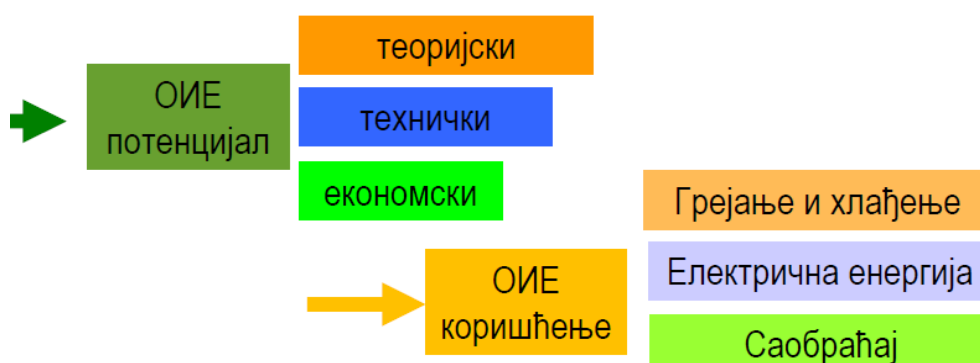 теоријски
ОИЕ
потенцијал
технички
економски
Грејање и хлађење
ОИЕ
коришћење
Електрична енергија
Саобраћај